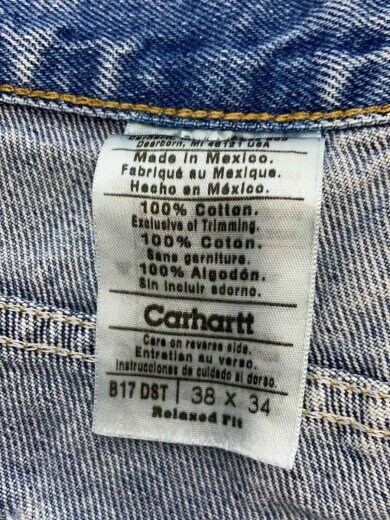 Dearborn, MI 48121 USA
Made in Mexico.
Fabriqué au Mexique.
Hecho en México.
100% Cotton.
Exclusive of Trimming.
100% Coton.
Sans garniture.
100% Algodón.
Sin incluir adorno.
Carhartt
Care on reverse side.
Entretien au verso.
Instrucciones de cuidado al dorso.
B17 DST 38 x 34
Relaxed Fit